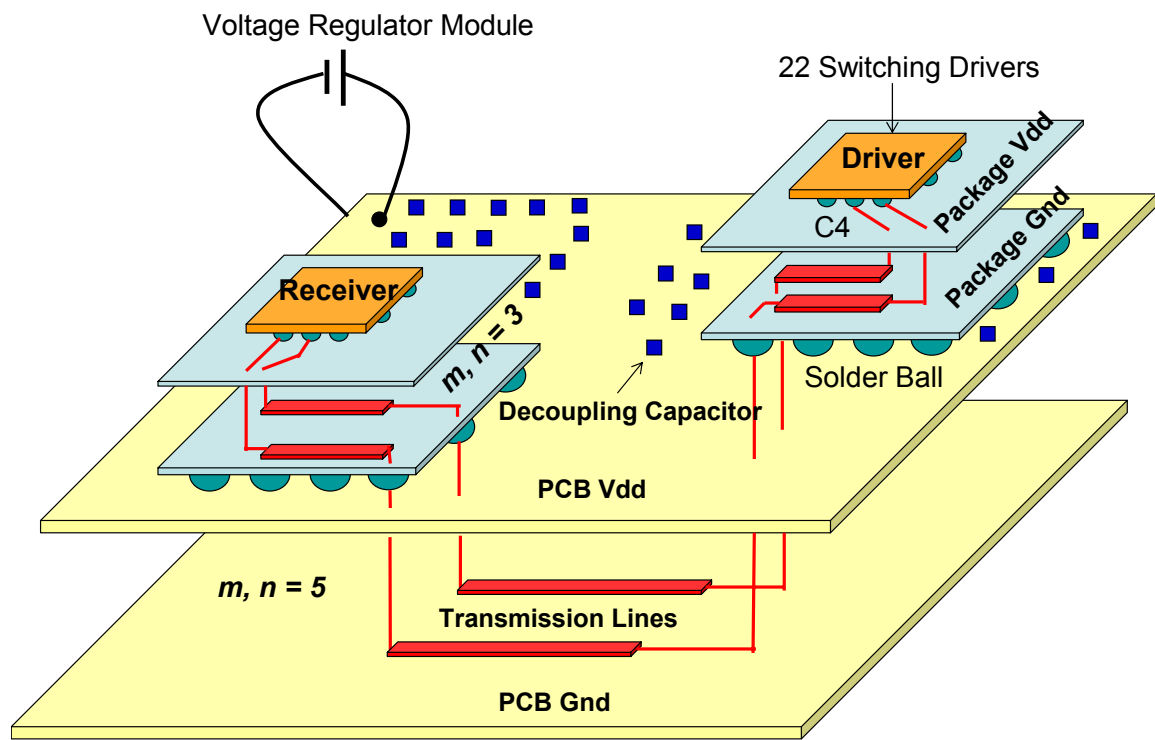 Voltage Regulator Module
22 Switching Drivers
Driver
Package Vdd
C4
Package Gnd
Receiver
m, n = 3
Solder Ball
Decoupling Capacitor
PCB Vdd
m, n = 5
Transmission Lines
PCB Gnd